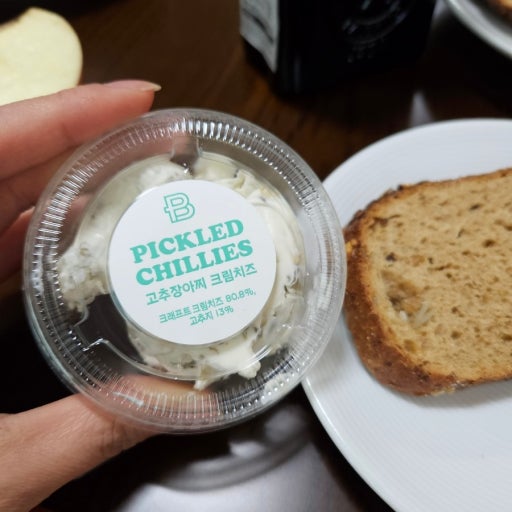 B
PICKLED
CHILLIES
고추장아찌 크림치즈
크래프트 크림치즈 80.8%,
고추지 13%